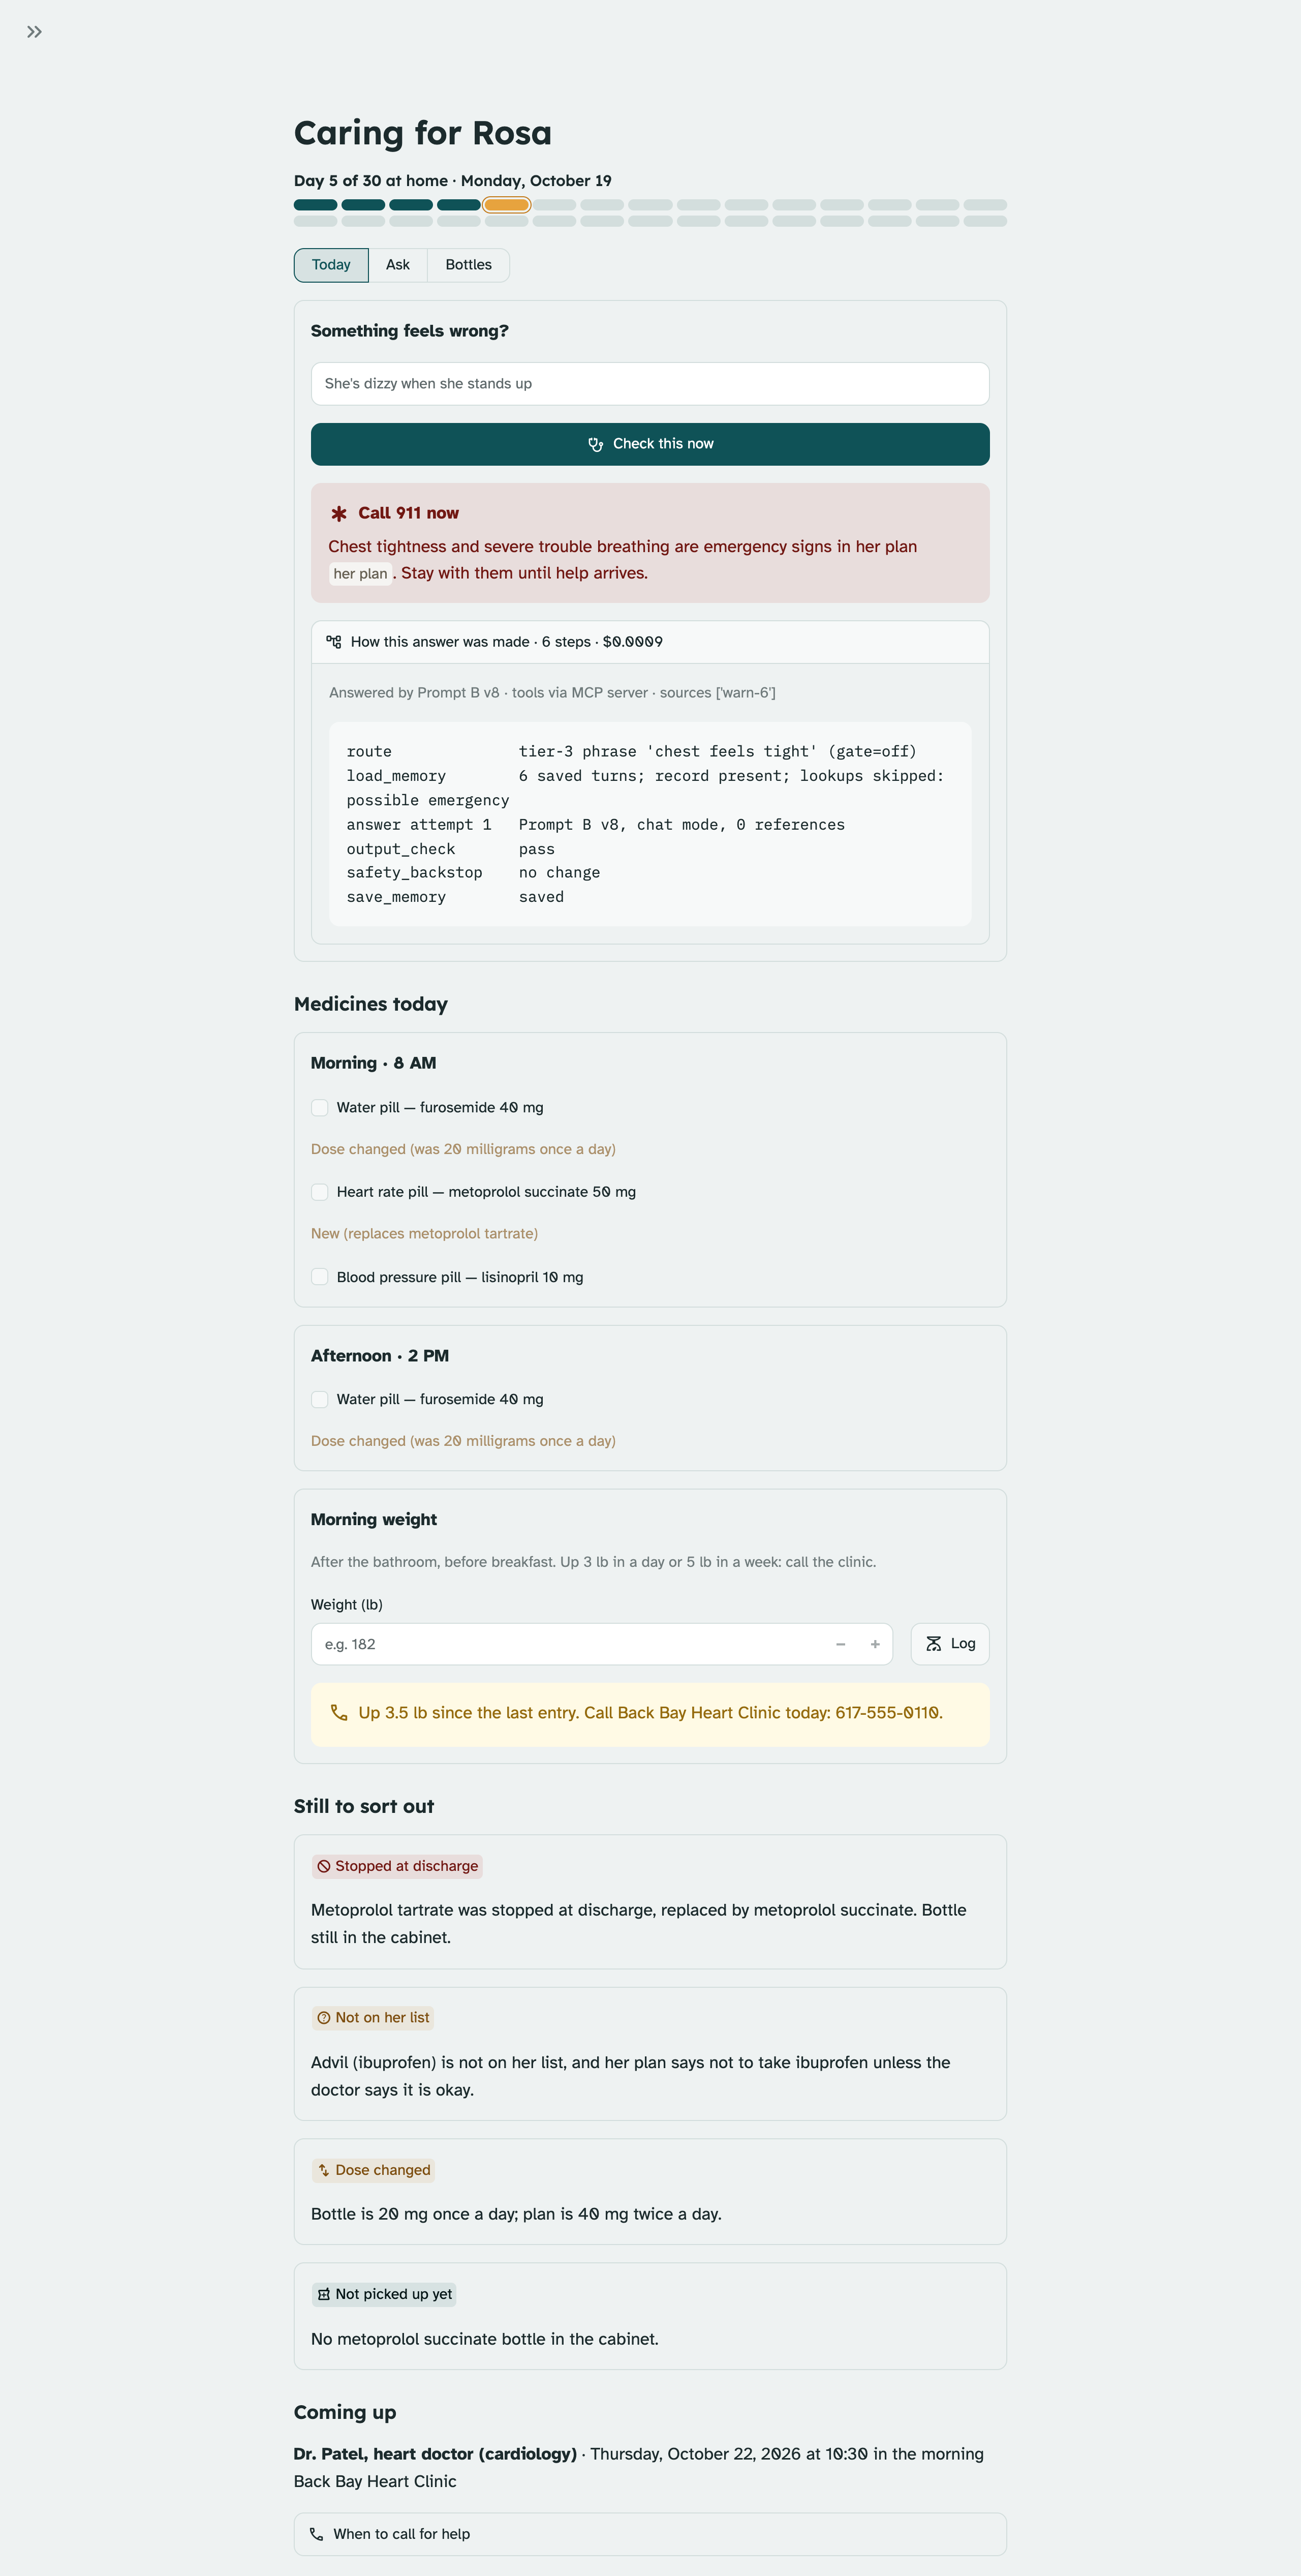 Caring for Rosa
Day 5 of 30 at home · Monday, October 19
Today
Ask
Bottles
Something feels wrong?
She's dizzy when she stands up
Check this now
Call 911 now
Chest tightness and severe trouble breathing are emergency signs in her plan
her plan. Stay with them until help arrives.
How this answer was made · 6 steps · $0.0009
Answered by Prompt B v8 · tools via MCP server · sources ['warn-6']
route tier-3 phrase 'chest feels tight' (gate=off)
load_memory 6 saved turns; record present; lookups skipped:
possible emergency
answer attempt 1 Prompt B v8, chat mode, 0 references
output_check pass
safety_backstop no change
save_memory saved
Medicines today
Morning · 8 AM
Water pill — furosemide 40 mg
Dose changed (was 20 milligrams once a day)
Heart rate pill — metoprolol succinate 50 mg
New (replaces metoprolol tartrate)
Blood pressure pill — lisinopril 10 mg
Afternoon · 2 PM
Water pill — furosemide 40 mg
Dose changed (was 20 milligrams once a day)
Morning weight
After the bathroom, before breakfast. Up 3 lb in a day or 5 lb in a week: call the clinic.
Weight (lb)
e.g. 182
Log
Up 3.5 lb since the last entry. Call Back Bay Heart Clinic today: 617-555-0110.
Still to sort out
Stopped at discharge
Metoprolol tartrate was stopped at discharge, replaced by metoprolol succinate. Bottle
still in the cabinet.
Not on her list
Advil (ibuprofen) is not on her list, and her plan says not to take ibuprofen unless the
doctor says it is okay.
Dose changed
Bottle is 20 mg once a day; plan is 40 mg twice a day.
Not picked up yet
No metoprolol succinate bottle in the cabinet.
Coming up
Dr. Patel, heart doctor (cardiology) · Thursday, October 22, 2026 at 10:30 in the morning
Back Bay Heart Clinic
When to call for help